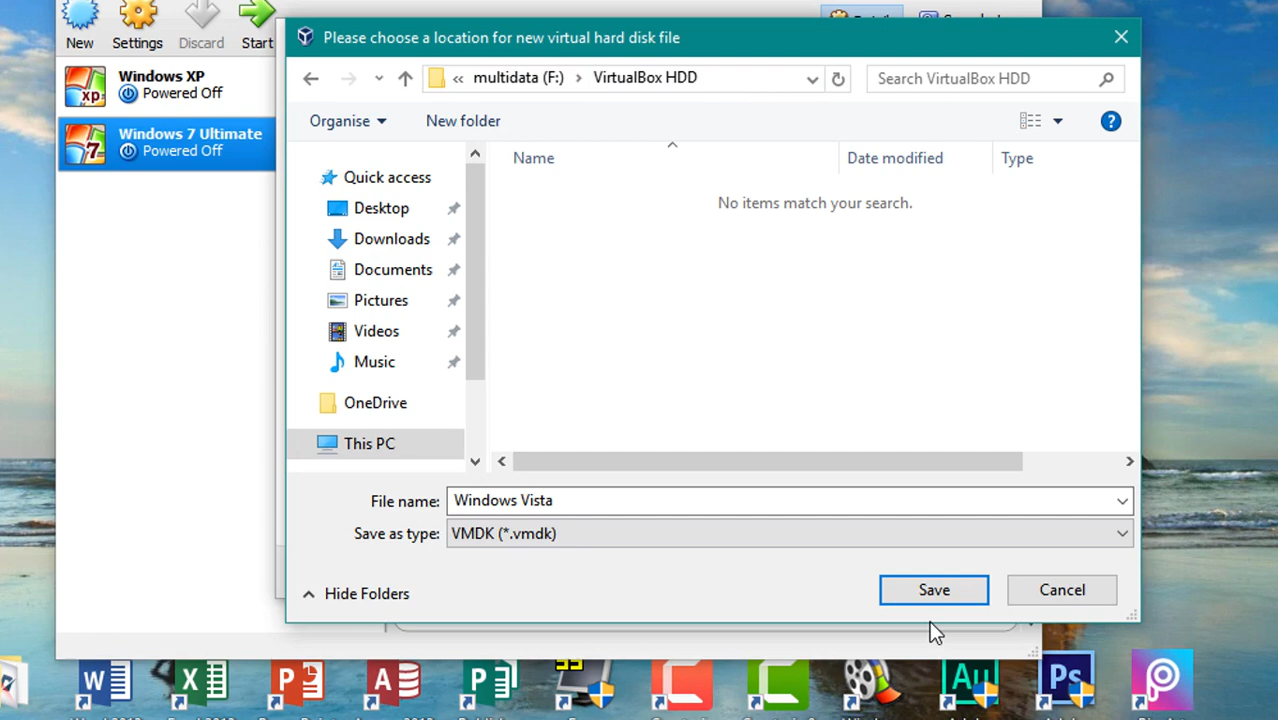 New
Settings
Discard
Start
Windows XP
Powered Off
Windows 7 Ultimate
Powered Off
Please choose a location for new virtual hard disk file
« multidata (F:) › VirtualBox HDD
Search VirtualBox HDD
Organise
New folder
Name
Date modified
Type
No items match your search.
Quick access
Desktop
Downloads
Documents
Pictures
Videos
Music
OneDrive
This PC
File name: Windows Vista
Save as type: VMDK (*.vmdk)
Hide Folders
Save
Cancel